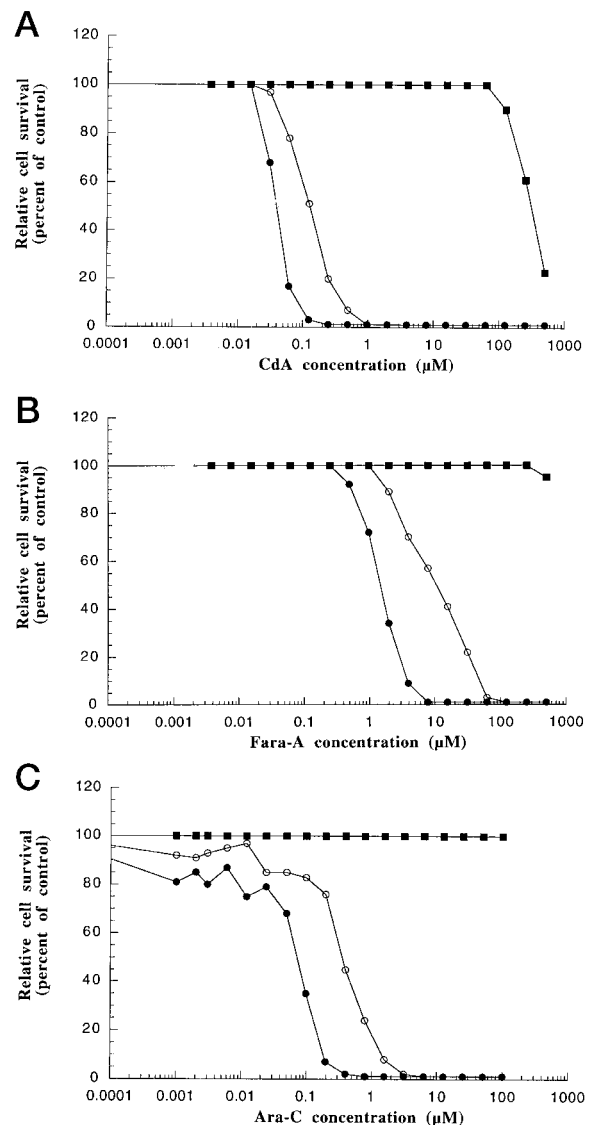 A
Relative cell survival
(percent of control)
120
100
80
60
40
20
0
0.0001 0.001 0.01 0.1 1 10 100 1000
CdA concentration (µM)
B
Relative cell survival
(percent of control)
120
100
80
60
40
20
0
0.0001 0.001 0.01 0.1 1 10 100 1000
Fara-A concentration (µM)
C
Relative cell survival
(percent of control)
120
100
80
60
40
20
0
0.0001 0.001 0.01 0.1 1 10 100 1000
Ara-C concentration (µM)